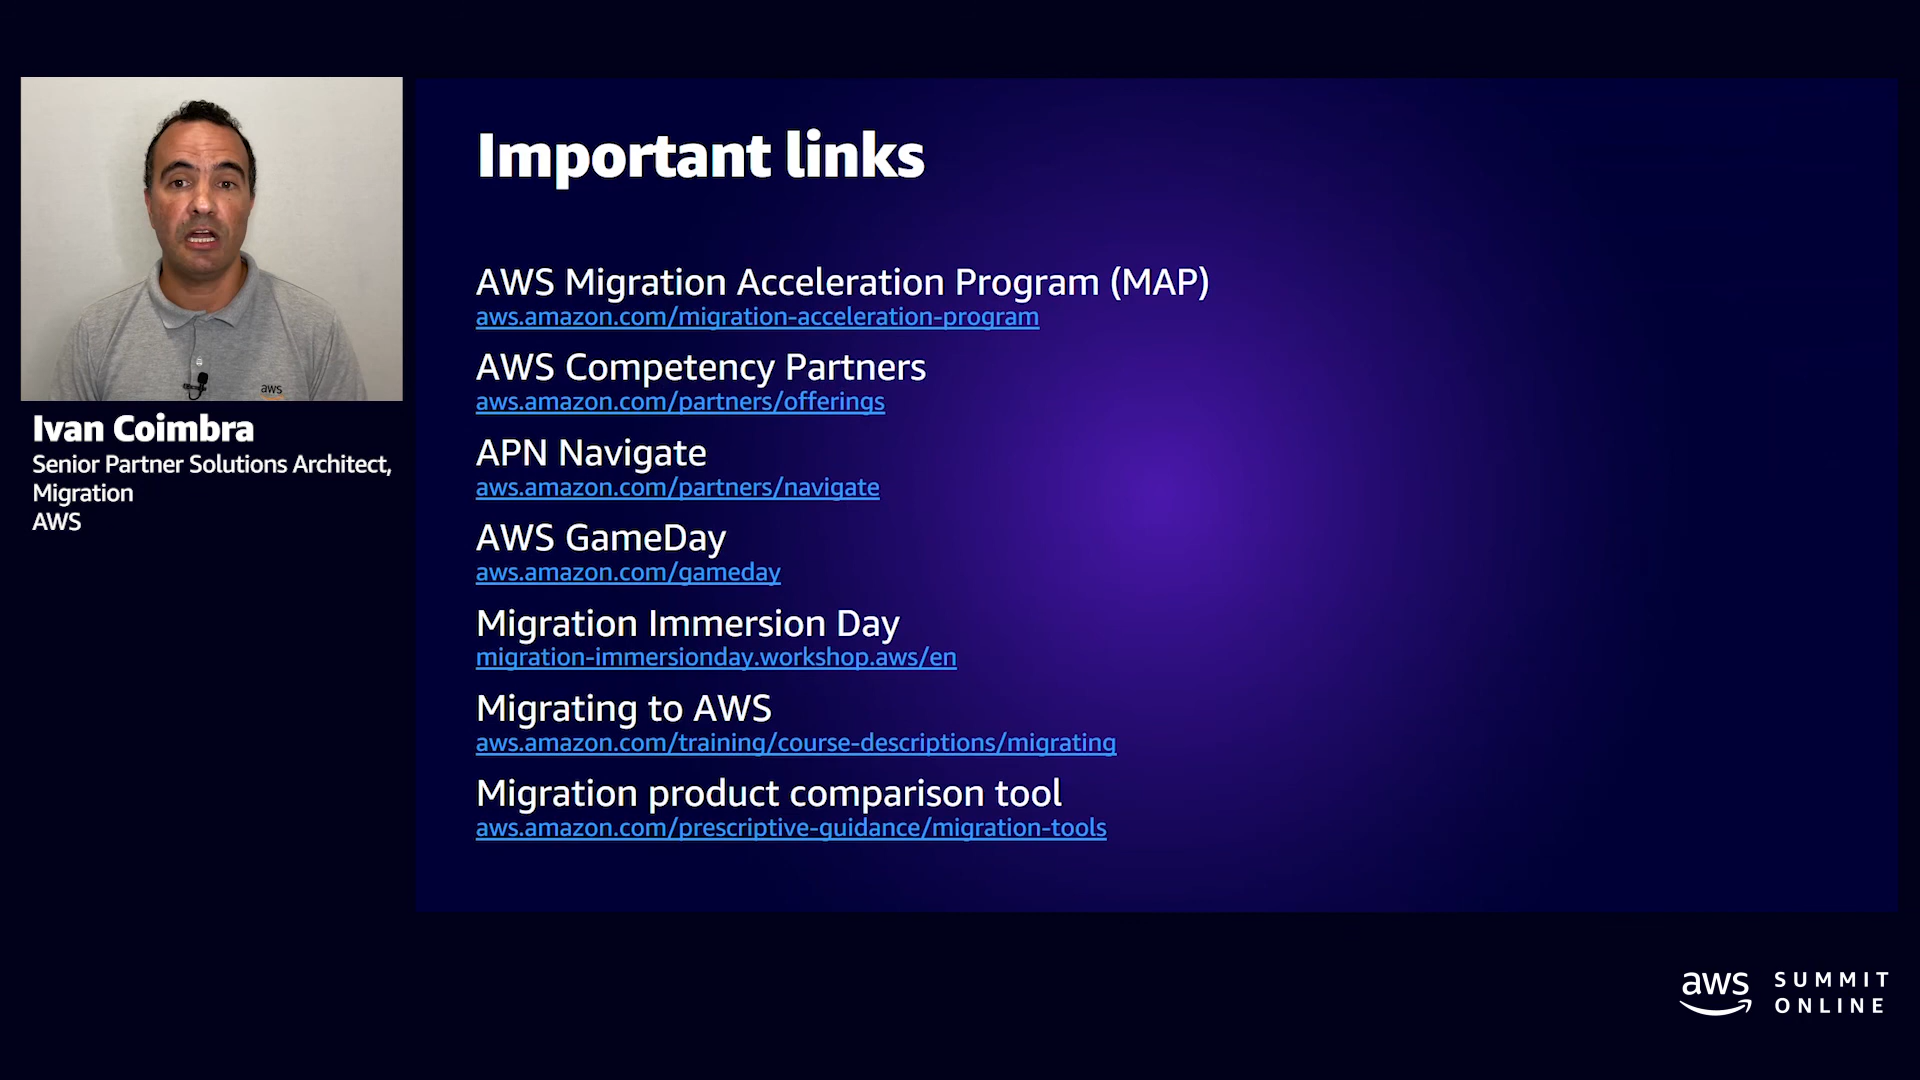 aws
Ivan Coimbra
Senior Partner Solutions Architect,
Migration
AWS
Important links
AWS Migration Acceleration Program (MAP)
aws.amazon.com/migration-acceleration-program
AWS Competency Partners
aws.amazon.com/partners/offerings
APN Navigate
aws.amazon.com/partners/navigate
AWS GameDay
aws.amazon.com/gameday
Migration Immersion Day
migration-immersionday.workshop.aws/en
Migrating to AWS
aws.amazon.com/training/course-descriptions/migrating
Migration product comparison tool
aws.amazon.com/prescriptive-guidance/migration-tools
aws SUMMIT
ONLINE